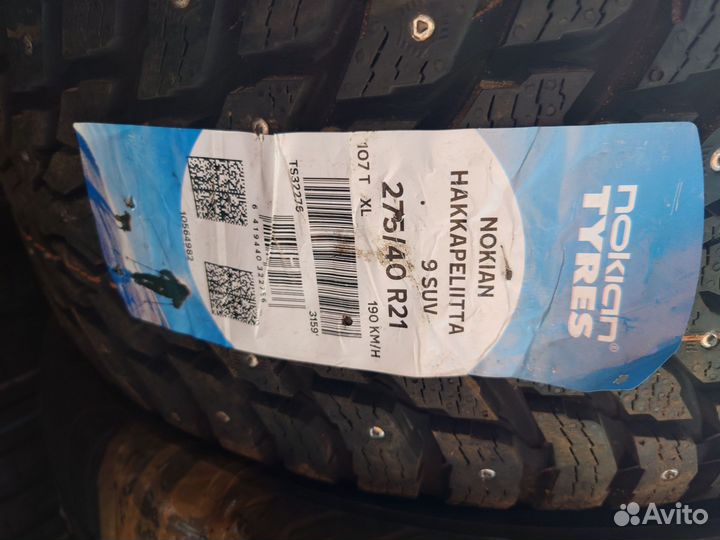 nokian®
TYRES
NOKIAN
HAKKAPELIITTA
9 SUV
275/40 R21
107 T XL
190 KM/H
TS32276
3159
10564982
Avito